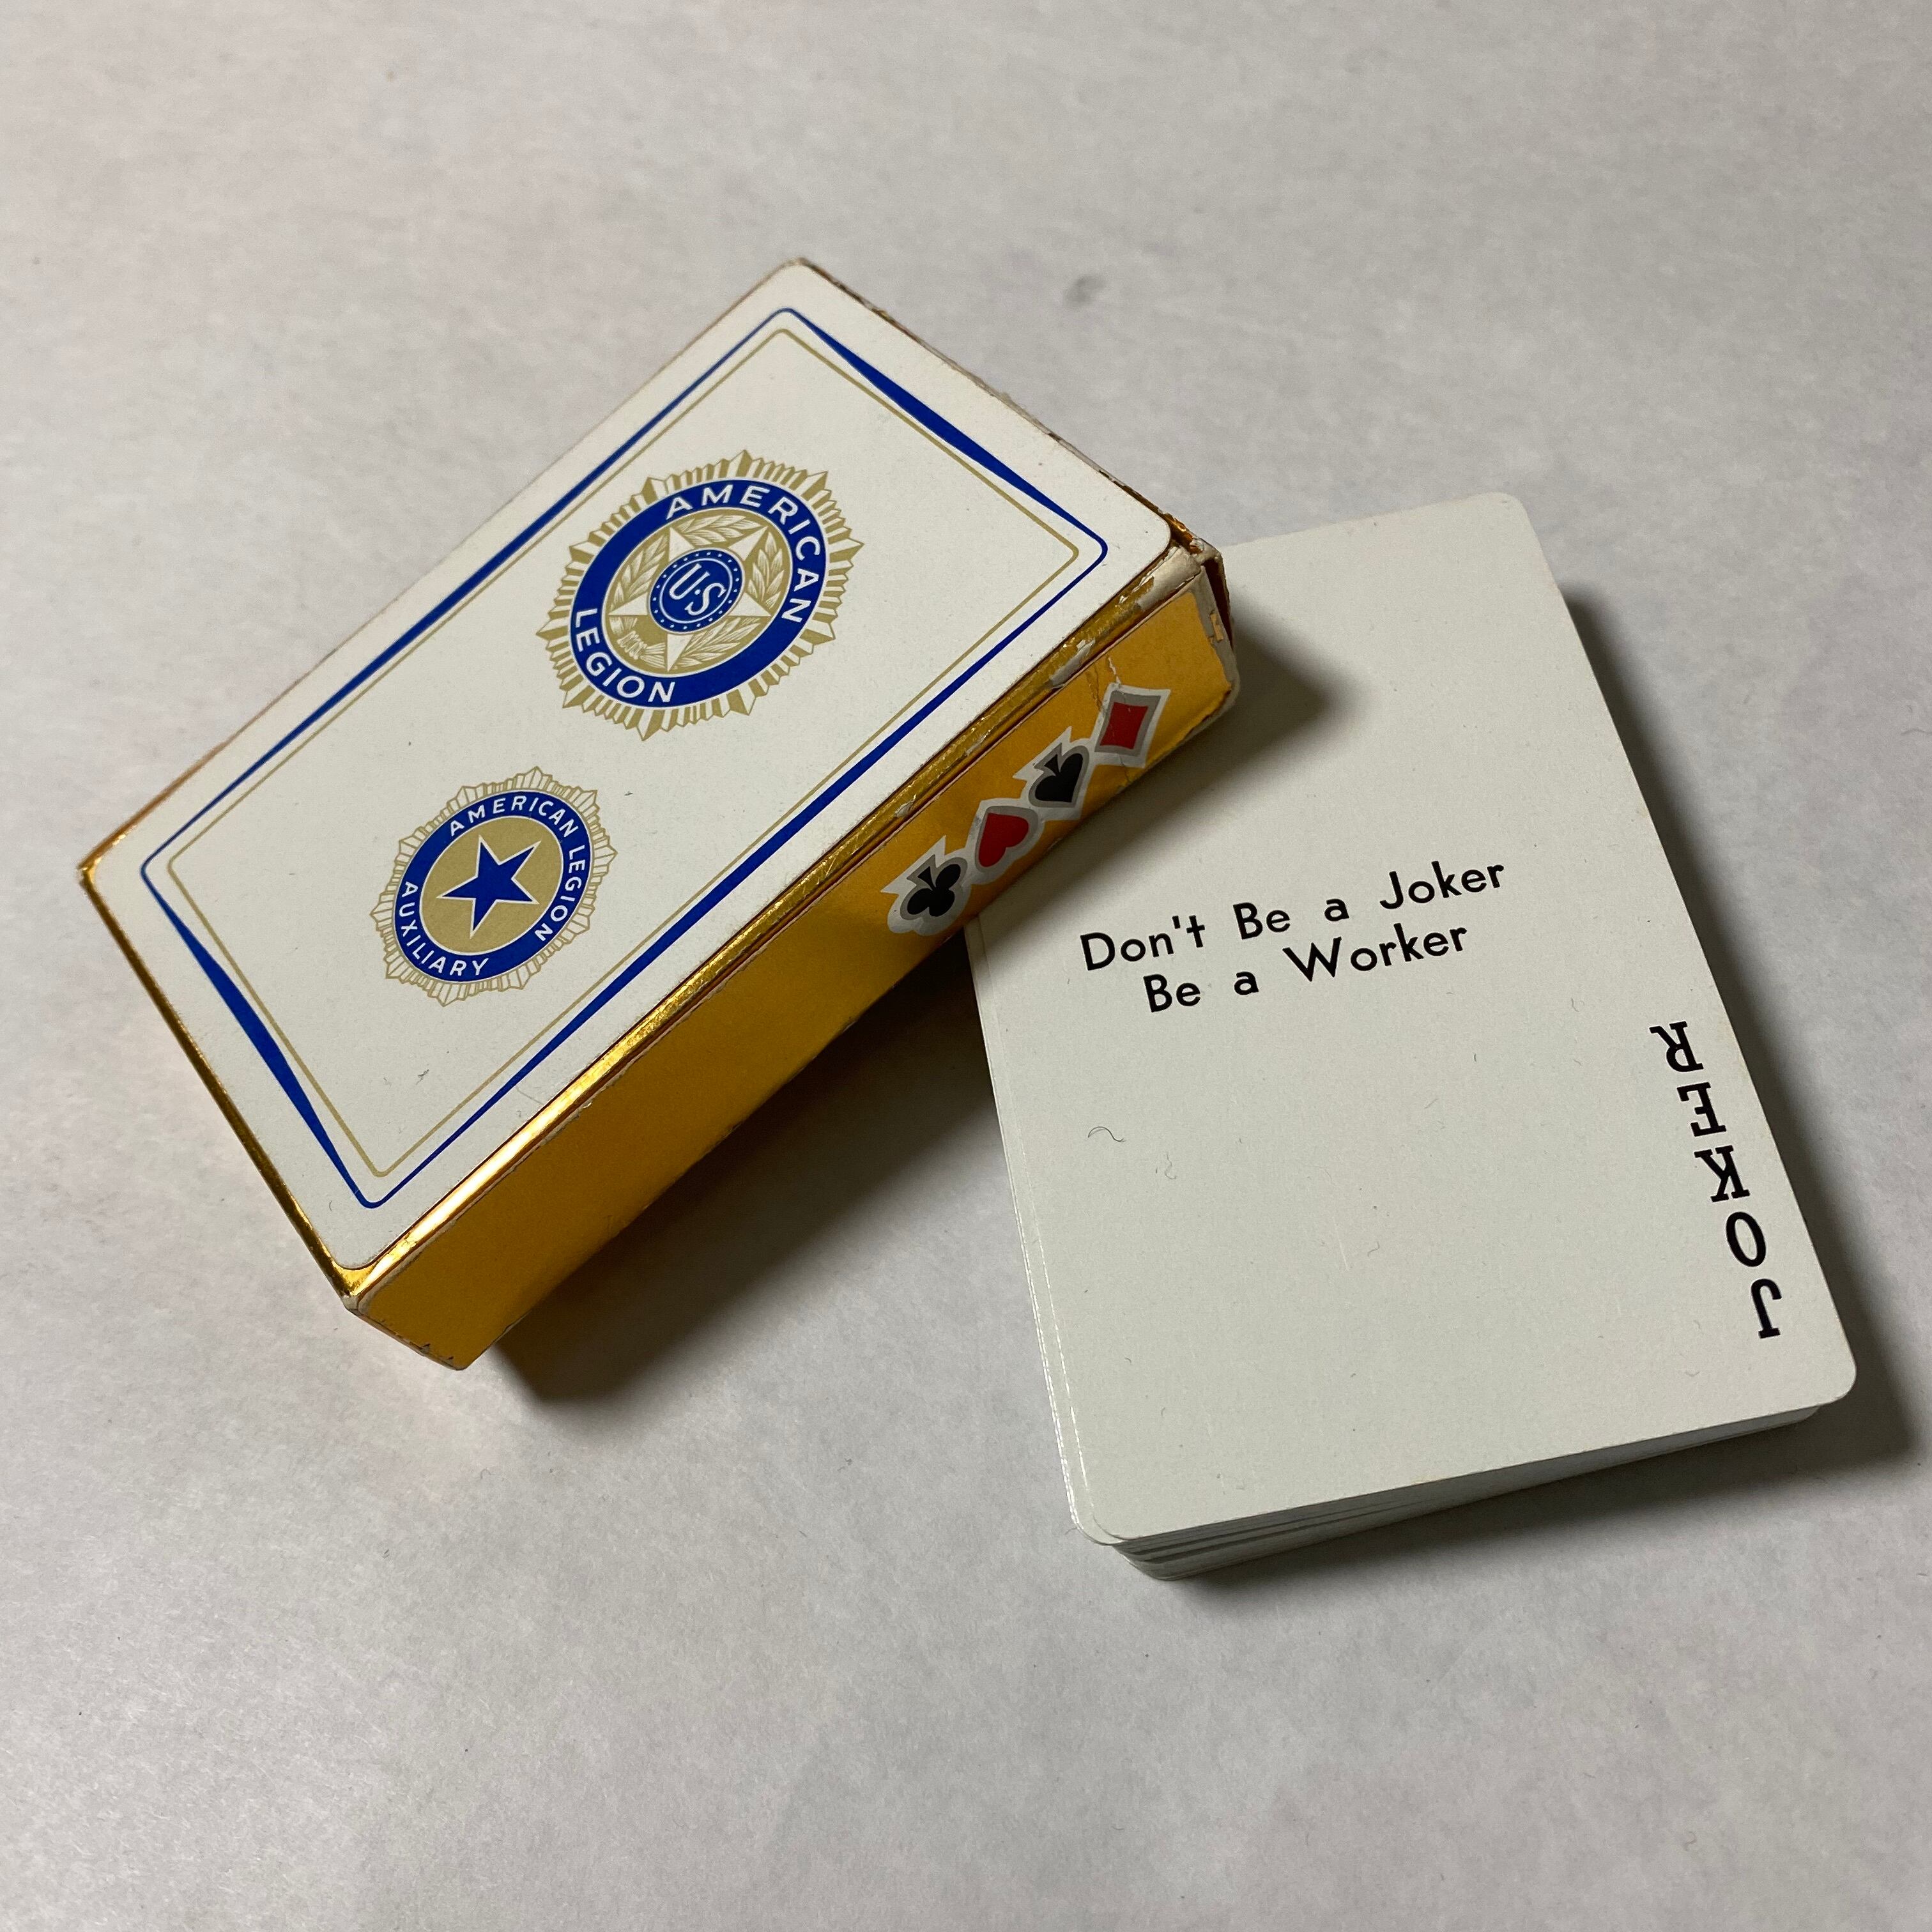 AMERICAN
LEGION
U.S
AMERICAN LEGION
AUXILIARY
Don't Be a Joker
Be a Worker
JOKER